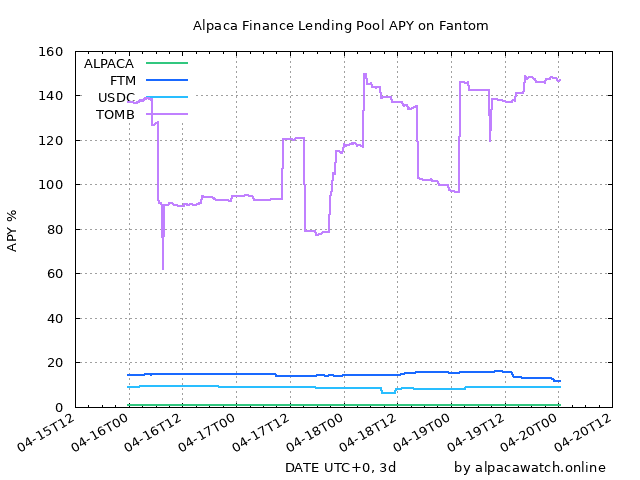 Alpaca Finance Lending Pool APY on Fantom
160
140
120
100
80
60
40
20
0
APY %
ALPACA
FTM
USDC
TOMB
04-15T12
04-16T00
04-16T12
04-17T00
04-17T12
04-18T00
04-18T12
04-19T00
04-19T12
04-20T00
04-20T12
DATE UTC+0, 3d
by alpacawatch.online